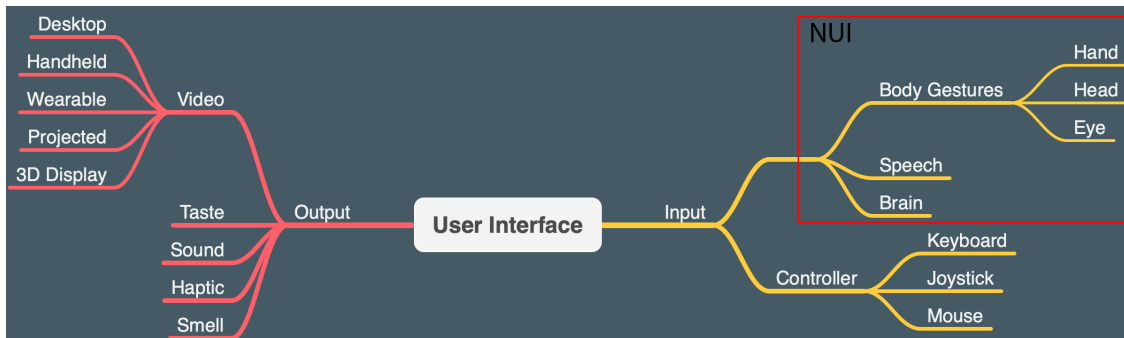 Desktop
Handheld
Wearable
Projected
3D Display
Video
Taste
Sound
Haptic
Smell
Output
User Interface
Input
NUI
Body Gestures
Hand
Head
Eye
Speech
Brain
Controller
Keyboard
Joystick
Mouse